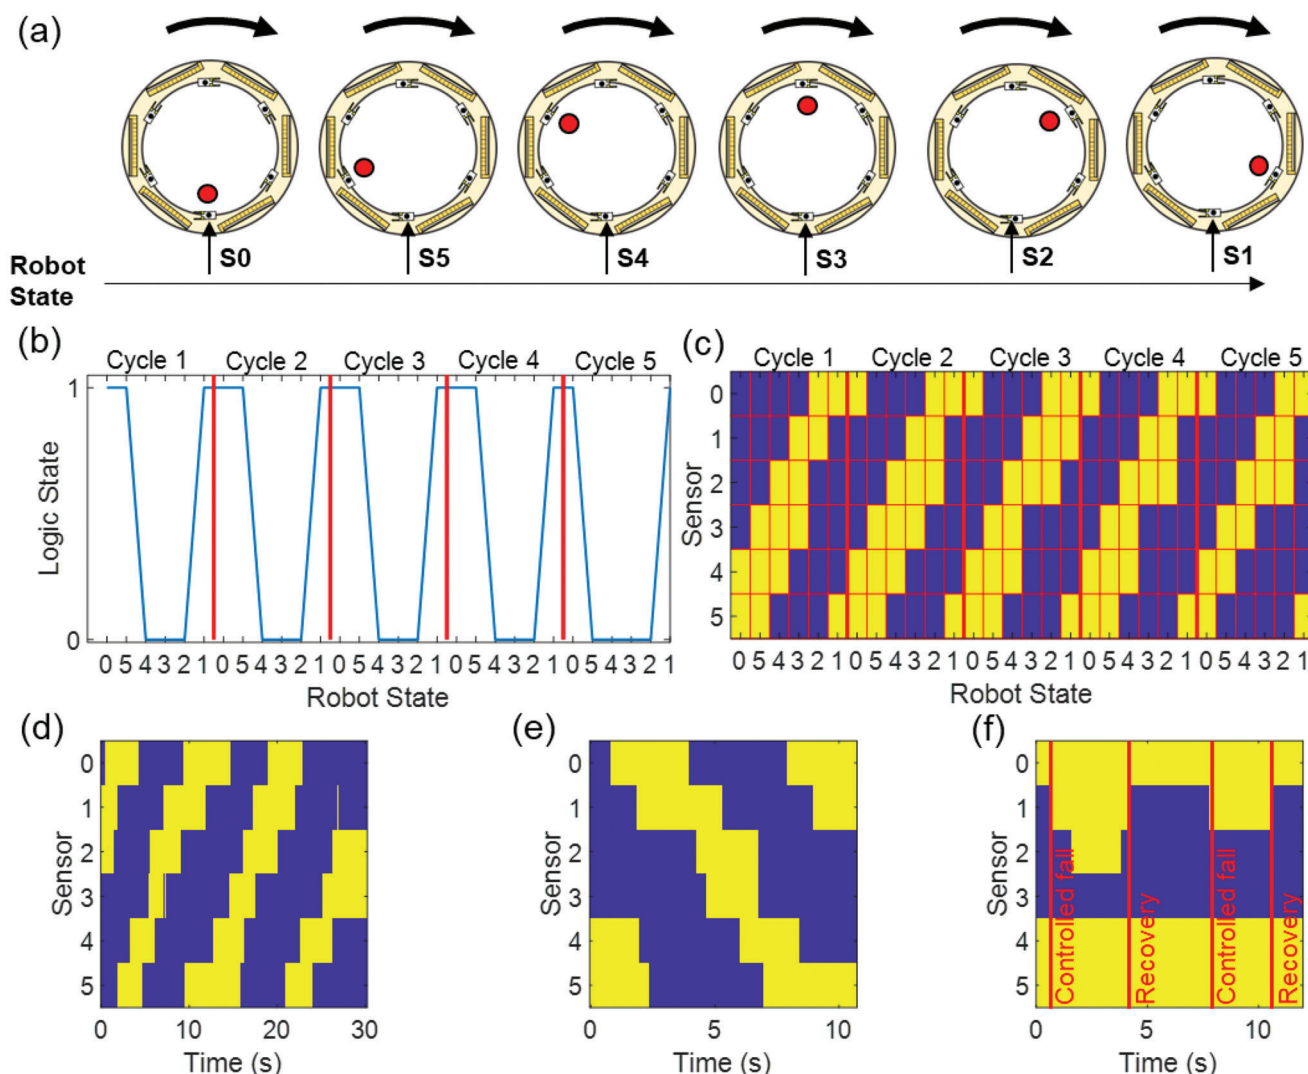 (a)
S0 S5 S4 S3 S2 S1
Robot
State
(b)
Cycle 1 Cycle 2 Cycle 3 Cycle 4 Cycle 5
1
Logic State
0
0 5 4 3 2 1 0 5 4 3 2 1 0 5 4 3 2 1 0 5 4 3 2 1 0 5 4 3 2 1
Robot State
(c)
Cycle 1 Cycle 2 Cycle 3 Cycle 4 Cycle 5
0
1
2
3
4
5
Sensor
0 5 4 3 2 1 0 5 4 3 2 1 0 5 4 3 2 1 0 5 4 3 2 1 0 5 4 3 2 1
Robot State
(d)
0
1
2
3
4
5
Sensor
0 10 20 30
Time (s)
(e)
0
1
2
3
4
5
Sensor
0 5 10
Time (s)
(f)
0
1
2
3
4
5
Sensor
Controlled fall
Recovery
Controlled fall
Recovery
0 5 10
Time (s)